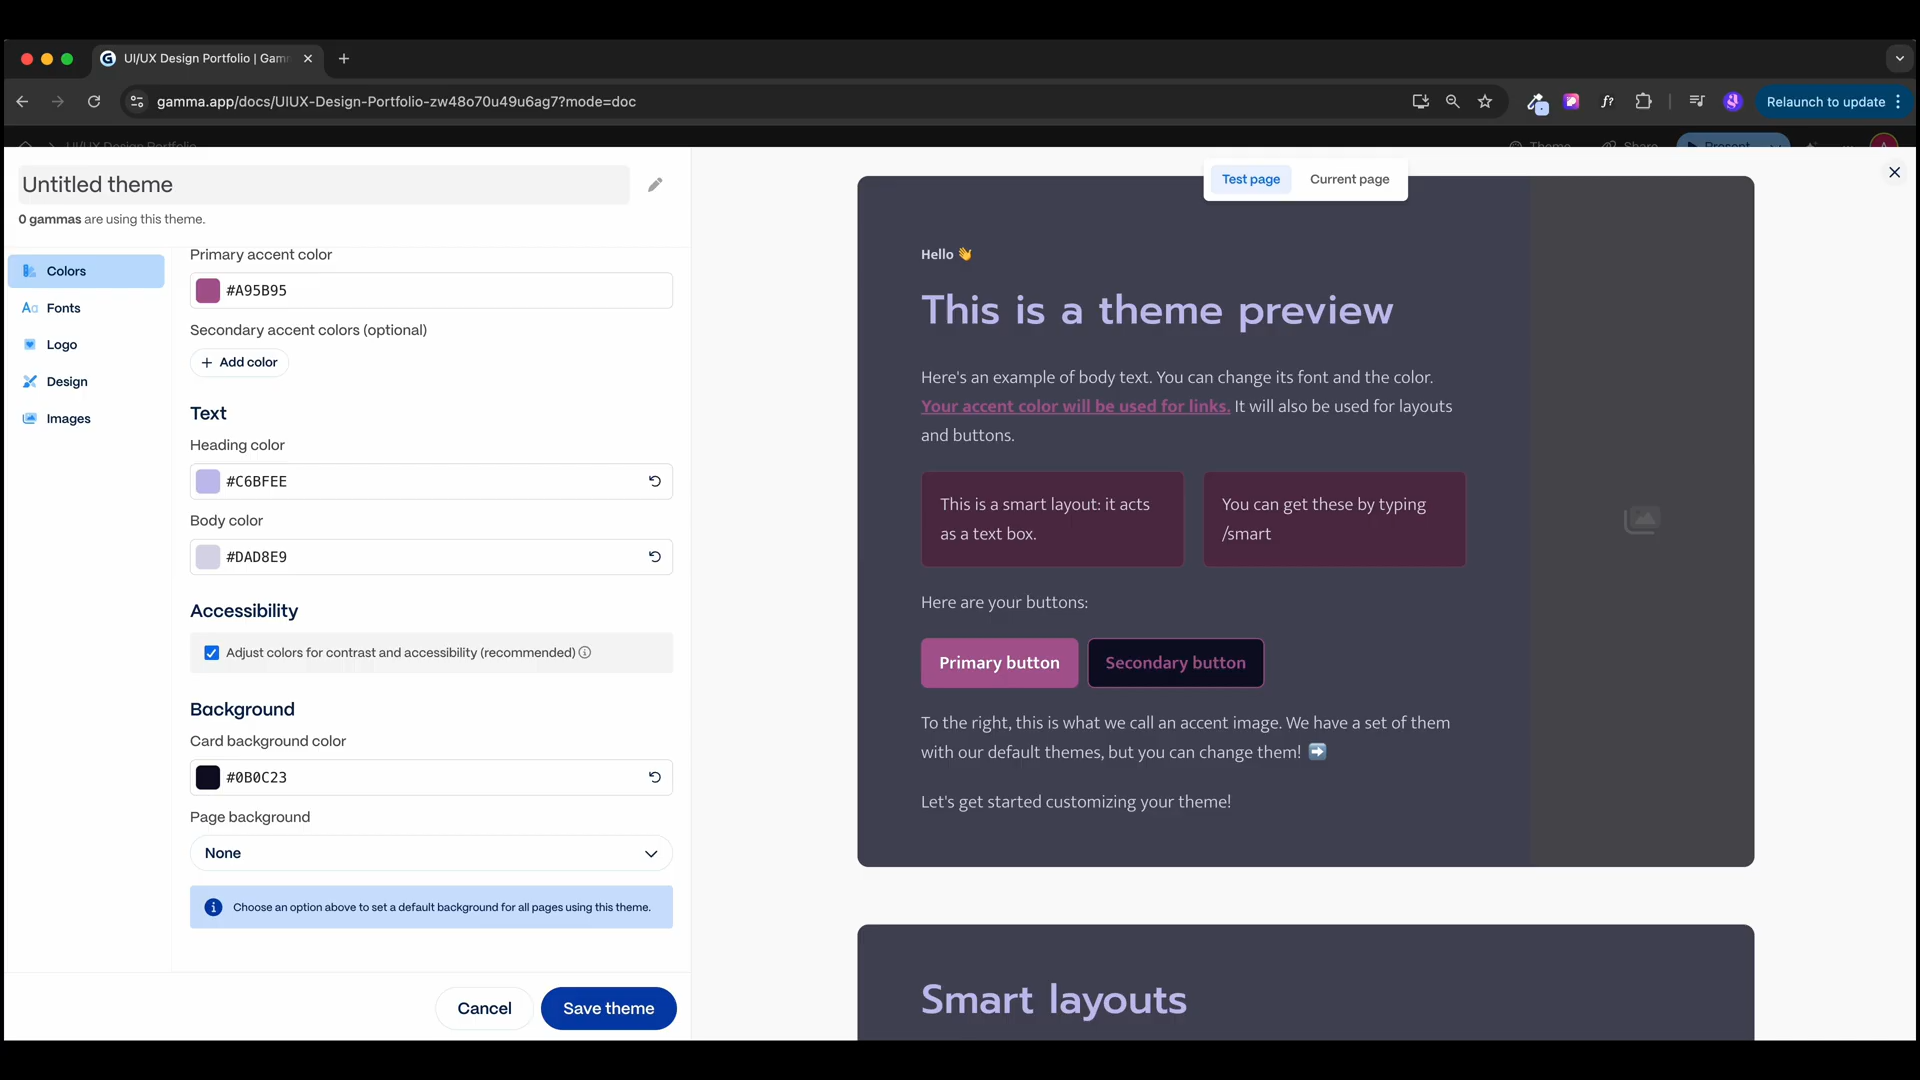 UI/UX Design Portfolio | Gam
gamma.app/docs/UIUX-Design-Portfolio-zw48o70u49u6ag7?mode=doc
f?
Relaunch to update
UI/UX Design Portfolio
Theme
Share
Present
Untitled theme
0 gammas are using this theme.
Colors
Aa Fonts
Logo
Design
Images
Primary accent color
#A95B95
Secondary accent colors (optional)
+ Add color
Text
Heading color
#C6BFEE
Body color
#DAD8E9
Accessibility
Adjust colors for contrast and accessibility (recommended)
Background
Card background color
#0B0C23
Page background
None
Choose an option above to set a default background for all pages using this theme.
Cancel
Save theme
Test page
Current page
Hello 👋
This is a theme preview
Here's an example of body text. You can change its font and the color.
Your accent color will be used for links. It will also be used for layouts
and buttons.
This is a smart layout: it acts
as a text box.
You can get these by typing
/smart
Here are your buttons:
Primary button
Secondary button
To the right, this is what we call an accent image. We have a set of them
with our default themes, but you can change them! ➡️
Let's get started customizing your theme!
Smart layouts